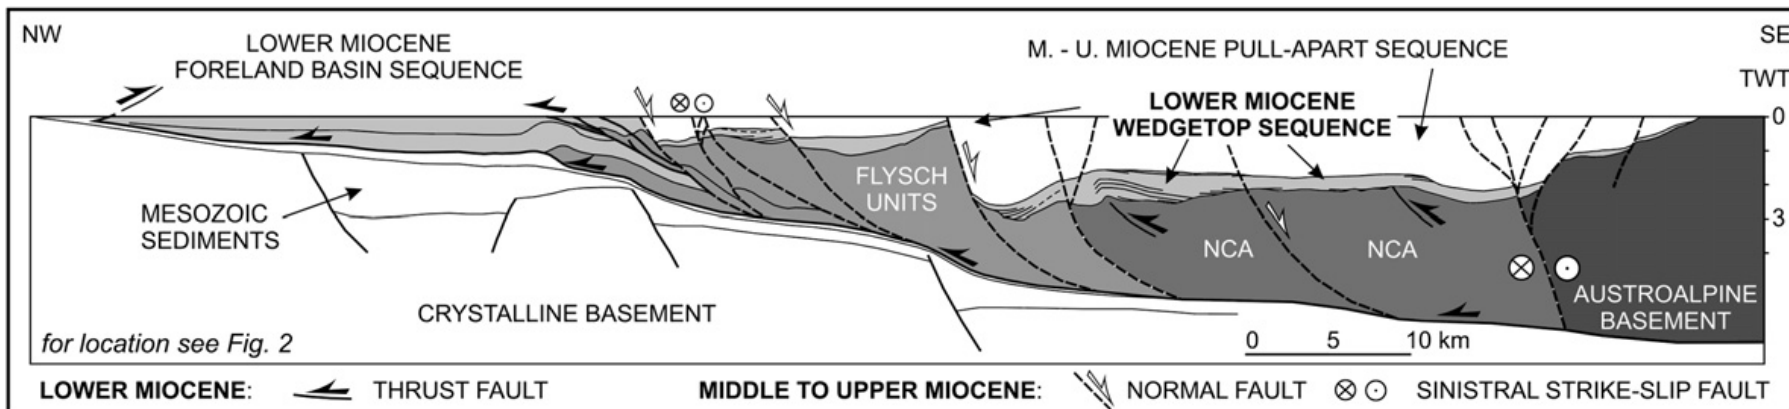 NW
SE
LOWER MIOCENE
FORELAND BASIN SEQUENCE
M. - U. MIOCENE PULL-APART SEQUENCE
TWT
LOWER MIOCENE
WEDGETOP SEQUENCE
0
FLYSCH
UNITS
MESOZOIC
SEDIMENTS
3
NCA
NCA
CRYSTALLINE BASEMENT
AUSTROALPINE
BASEMENT
for location see Fig. 2
0 5 10 km
LOWER MIOCENE: THRUST FAULT MIDDLE TO UPPER MIOCENE: NORMAL FAULT SINISTRAL STRIKE-SLIP FAULT